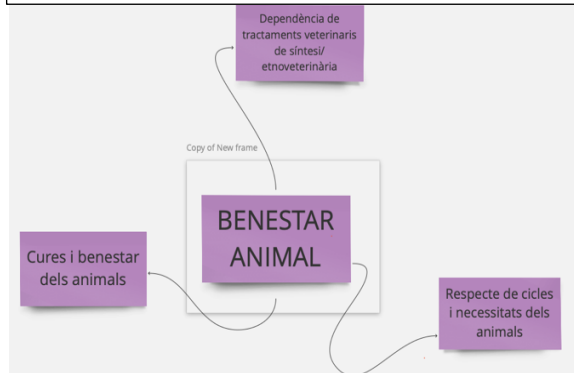 Dependència de
tractaments veterinaris
de síntesi/
etnoveterinària
Copy of New frame
BENESTAR
ANIMAL
Cures i benestar
dels animals
Respecte de cicles
i necessitats dels
animals